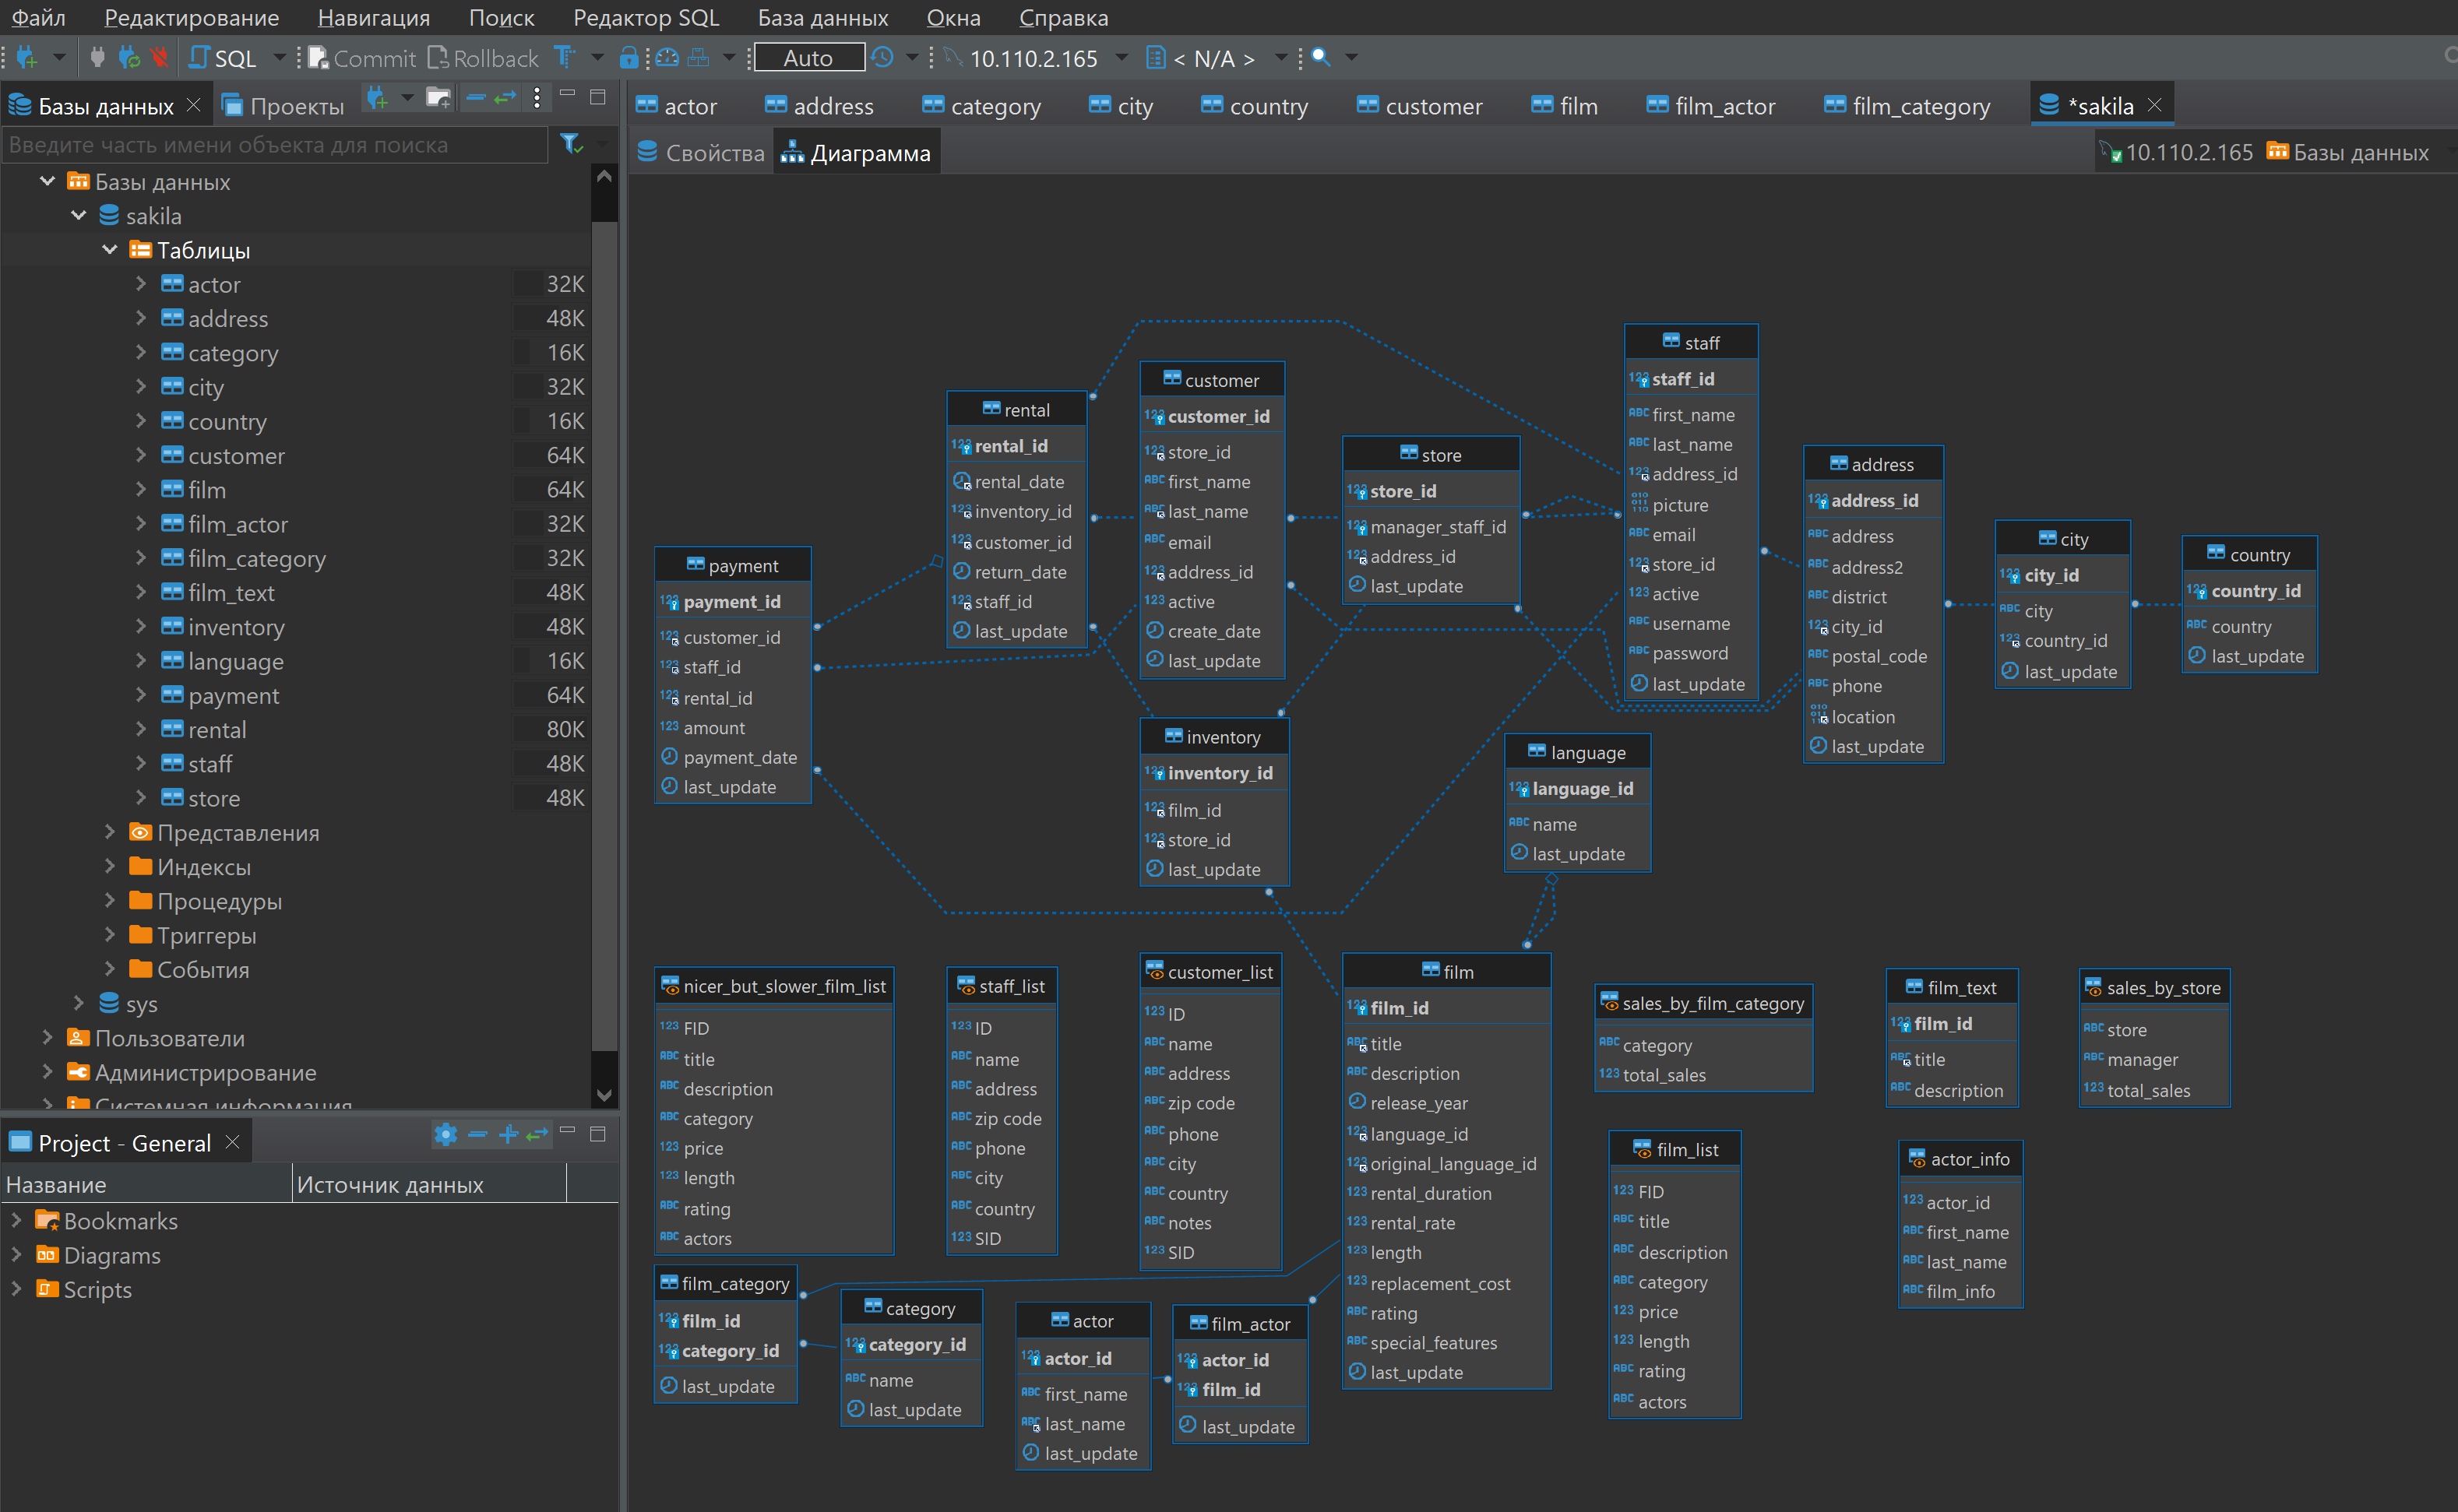 Файл Редактирование Навигация Поиск Редактор SQL База данных Окна Справка
SQL Commit Rollback Auto 10.110.2.165 < N/A >
Базы данных Проекты
Введите часть имени объекта для поиска
Базы данных
sakila
Таблицы
actor 32K
address 48K
category 16K
city 32K
country 16K
customer 64K
film 64K
film_actor 32K
film_category 32K
film_text 48K
inventory 48K
language 16K
payment 64K
rental 80K
staff 48K
store 48K
Представления
Индексы
Процедуры
Триггеры
События
sys
Пользователи
Администрирование
Системная информация
Project - General
Название Источник данных
Bookmarks
Diagrams
Scripts
actor address category city country customer film film_actor film_category *sakila
Свойства Диаграмма 10.110.2.165 Базы данных
payment
payment_id
customer_id
staff_id
rental_id
amount
payment_date
last_update
rental
rental_id
rental_date
inventory_id
customer_id
return_date
staff_id
last_update
customer
customer_id
store_id
first_name
last_name
email
address_id
active
create_date
last_update
store
store_id
manager_staff_id
address_id
last_update
staff
staff_id
first_name
last_name
address_id
picture
email
store_id
active
username
password
last_update
address
address_id
address
address2
district
city_id
postal_code
phone
location
last_update
city
city_id
city
country_id
last_update
country
country_id
country
last_update
inventory
inventory_id
film_id
store_id
last_update
language
language_id
name
last_update
nicer_but_slower_film_list
FID
title
description
category
price
length
rating
actors
staff_list
ID
name
address
zip code
phone
city
country
SID
customer_list
ID
name
address
zip code
phone
city
country
notes
SID
film
film_id
title
description
release_year
language_id
original_language_id
rental_duration
rental_rate
length
replacement_cost
rating
special_features
last_update
sales_by_film_category
category
total_sales
film_text
film_id
title
description
sales_by_store
store
manager
total_sales
film_list
FID
title
description
category
price
length
rating
actors
actor_info
actor_id
first_name
last_name
film_info
film_category
film_id
category_id
last_update
category
category_id
name
last_update
actor
actor_id
first_name
last_name
last_update
film_actor
actor_id
film_id
last_update